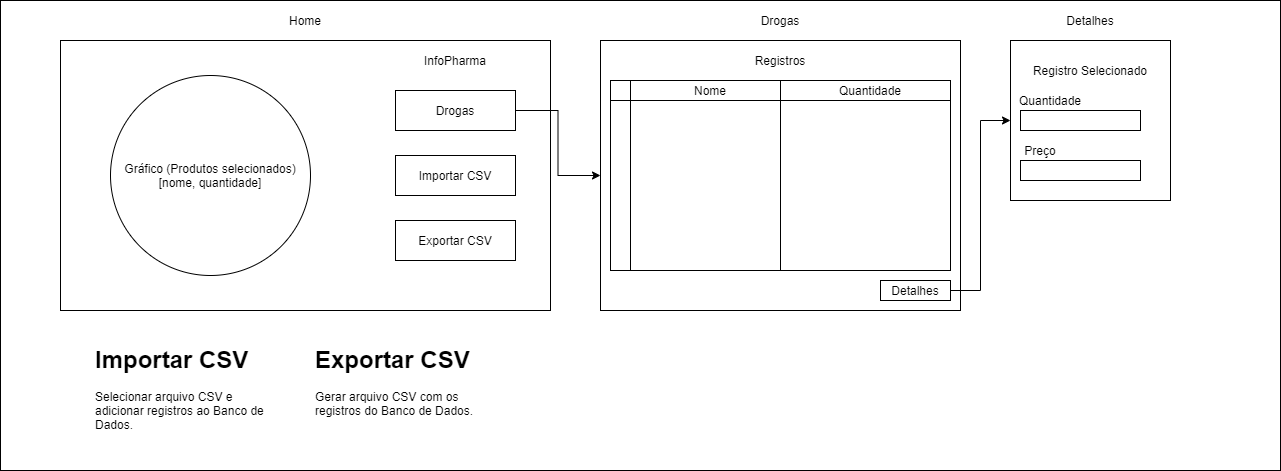 Home
InfoPharma
Gráfico (Produtos selecionados)
[nome, quantidade]
Drogas
Importar CSV
Exportar CSV
Drogas
Registros
Nome
Quantidade
Detalhes
Detalhes
Registro Selecionado
Quantidade
Preço
Importar CSV
Selecionar arquivo CSV e
adicionar registros ao Banco de
Dados.
Exportar CSV
Gerar arquivo CSV com os
registros do Banco de Dados.